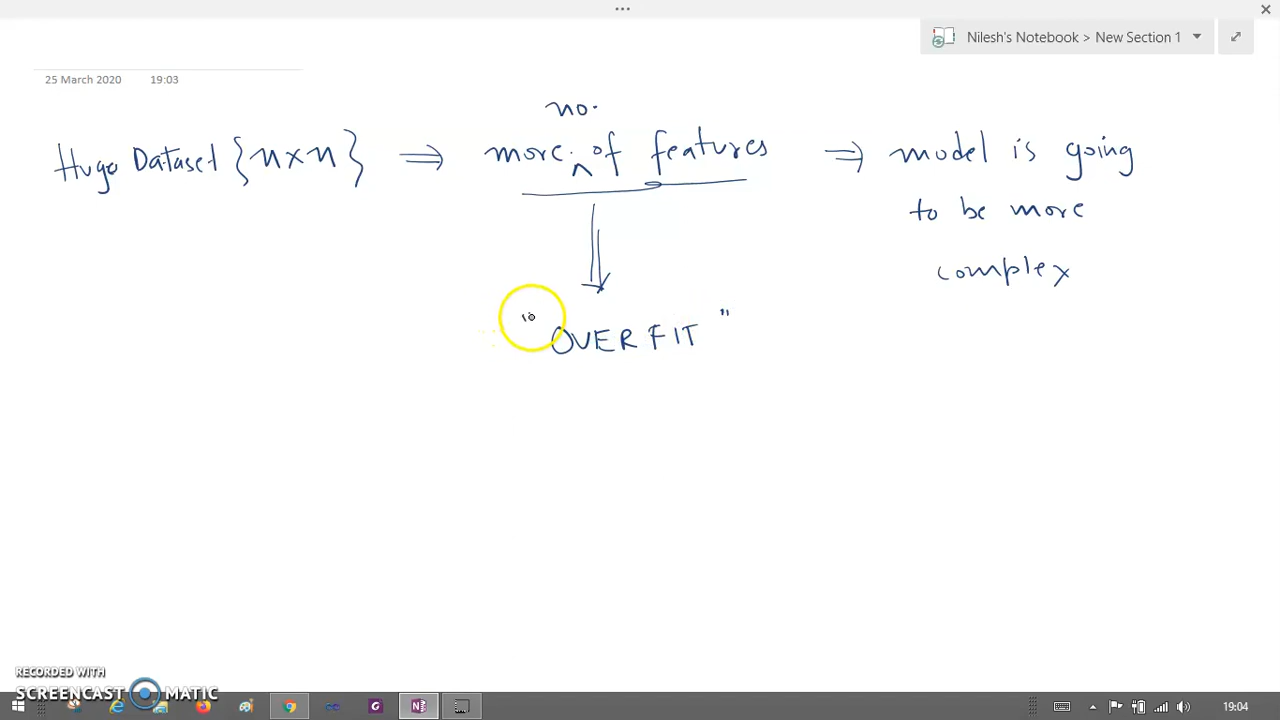 Nilesh's Notebook > New Section 1
25 March 2020 19:03
no.
Huge Dataset {n×n} ⇒ more of features ⇒ model is going
to be more
complex
"OVERFIT"
RECORDED WITH
SCREENCAST MATIC
19:04